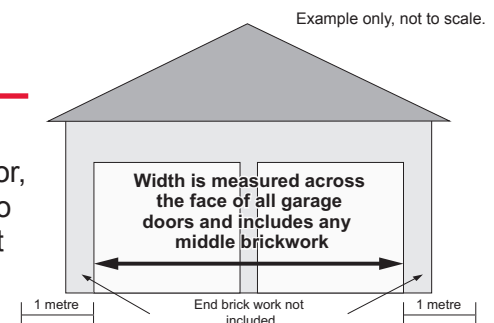 Example only, not to scale.
or,
o
t
Width is measured across
the face of all garage
doors and includes any
middle brickwork
1 metre
End brick work not
included
1 metre